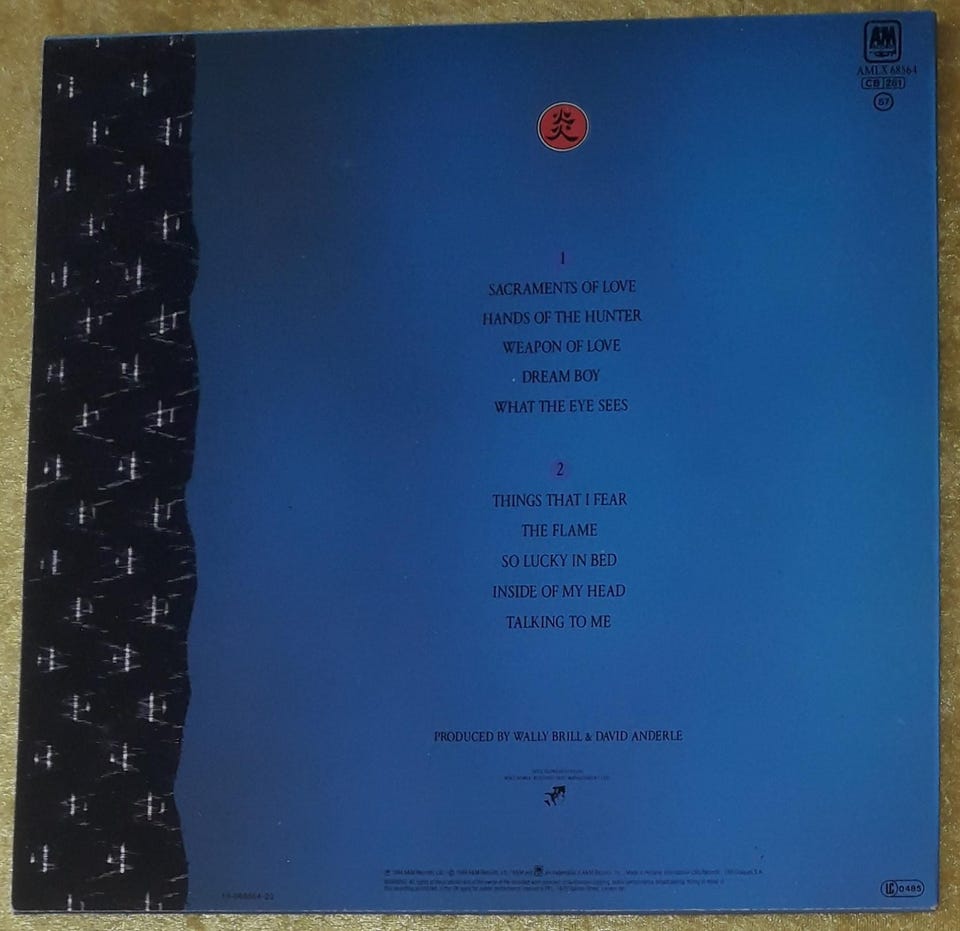 A&M
AMLX 68564
CB 261
57
炎
1
SACRAMENTS OF LOVE
HANDS OF THE HUNTER
WEAPON OF LOVE
DREAM BOY
WHAT THE EYE SEES
2
THINGS THAT I FEAR
THE FLAME
SO LUCKY IN BED
INSIDE OF MY HEAD
TALKING TO ME
PRODUCED BY WALLY BRILL & DAVID ANDERLE
LC 0485